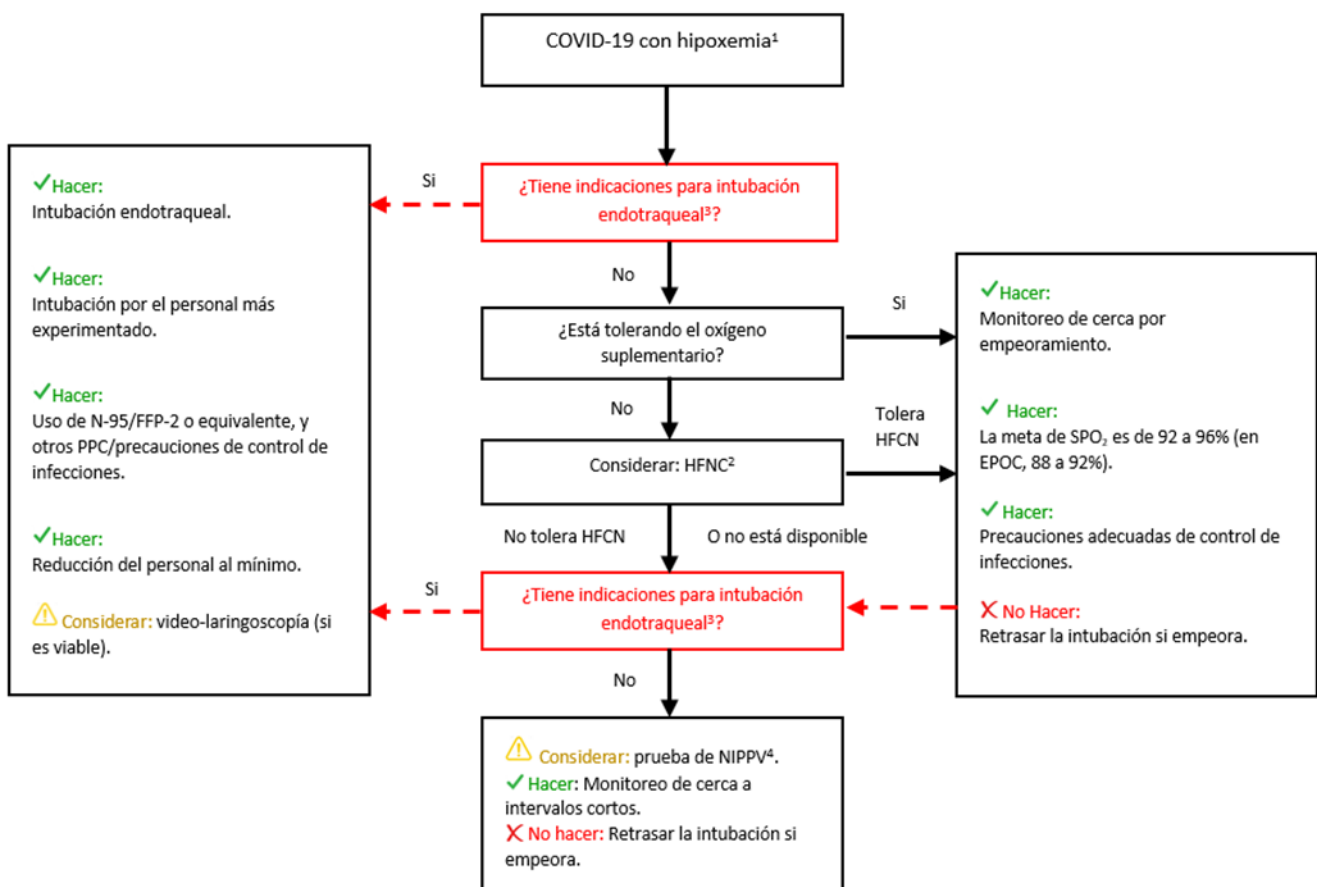 COVID-19 con hipoxemia¹
¿Tiene indicaciones para intubación
endotraqueal³?
Si
No
✓Hacer:
Intubación endotraqueal.
✓Hacer:
Intubación por el personal más
experimentado.
✓Hacer:
Uso de N-95/FFP-2 o equivalente, y
otros PPC/precauciones de control de
infecciones.
✓Hacer:
Reducción del personal al mínimo.
Considerar: video-laringoscopía (si
es viable).
¿Está tolerando el oxígeno
suplementario?
Si
No
Considerar: HFNC²
Tolera
HFCN
No tolera HFCN
O no está disponible
✓Hacer:
Monitoreo de cerca por
empeoramiento.
✓ Hacer:
La meta de SPO₂ es de 92 a 96% (en
EPOC, 88 a 92%).
✓ Hacer:
Precauciones adecuadas de control de
infecciones.
✗ No Hacer:
Retrasar la intubación si empeora.
¿Tiene indicaciones para intubación
endotraqueal³?
Si
No
Considerar: prueba de NIPPV⁴.
✓ Hacer: Monitoreo de cerca a
intervalos cortos.
✗ No hacer: Retrasar la intubación si
empeora.